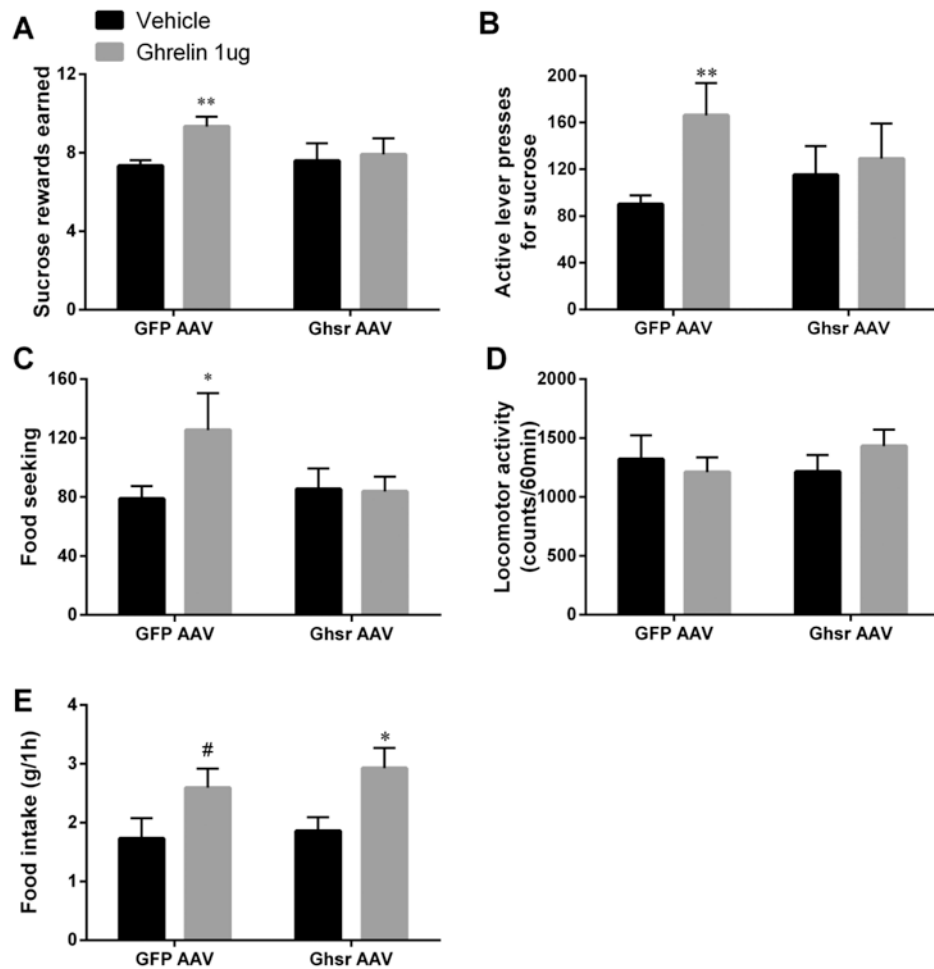 A
Vehicle
Ghrelin 1ug
Sucrose rewards earned
12
8
4
0
**
GFP AAV
Ghsr AAV
B
Active lever presses
for sucrose
200
160
120
80
40
0
**
GFP AAV
Ghsr AAV
C
Food seeking
160
120
80
40
0
*
GFP AAV
Ghsr AAV
D
Locomotor activity
(counts/60min)
2000
1500
1000
500
0
GFP AAV
Ghsr AAV
E
Food intake (g/1h)
4
3
2
1
0
#
*
GFP AAV
Ghsr AAV